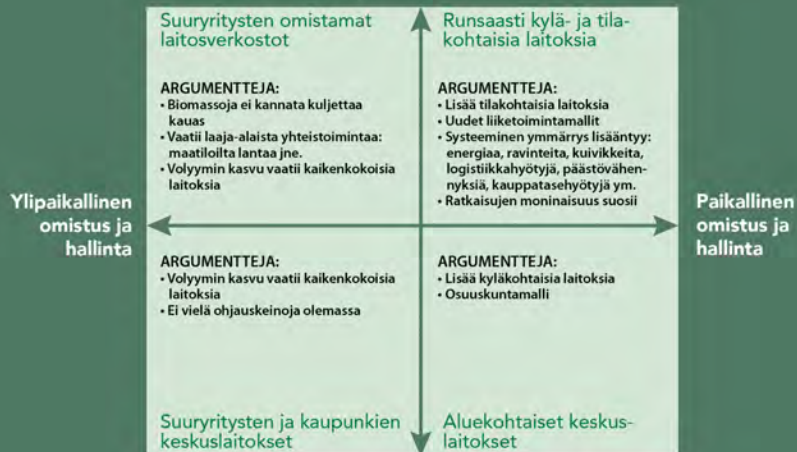 Suuryritysten omistamat
laitosverkostot
ARGUMENTTEJA:
• Biomassoja ei kannata kuljettaa
kauas
• Vaatii laaja-alaista yhteistoimintaa:
maatiloilta lantaa jne.
• Volyymin kasvu vaatii kaikenkokoisia
laitoksia
Runsaasti kylä- ja tila-
kohtaisia laitoksia
ARGUMENTTEJA:
• Lisää tilakohtaisia laitoksia
• Uudet liiketoimintamallit
• Systeeminen ymmärrys lisääntyy:
energiaa, ravinteita, kuivikkeita,
logistiikkahyötyjä, päästövähen-
nyksiä, kauppatasehyötyjä ym.
• Ratkaisujen moninaisuus suosii
Ylipaikallinen
omistus ja
hallinta
Paikallinen
omistus ja
hallinta
ARGUMENTTEJA:
• Volyymin kasvu vaatii kaikenkokoisia
laitoksia
• Ei vielä ohjauskeinoja olemassa
Suuryritysten ja kaupunkien
keskuslaitokset
ARGUMENTTEJA:
• Lisää kyläkohtaisia laitoksia
• Osuuskuntamalli
Aluekohtaiset keskus-
laitokset